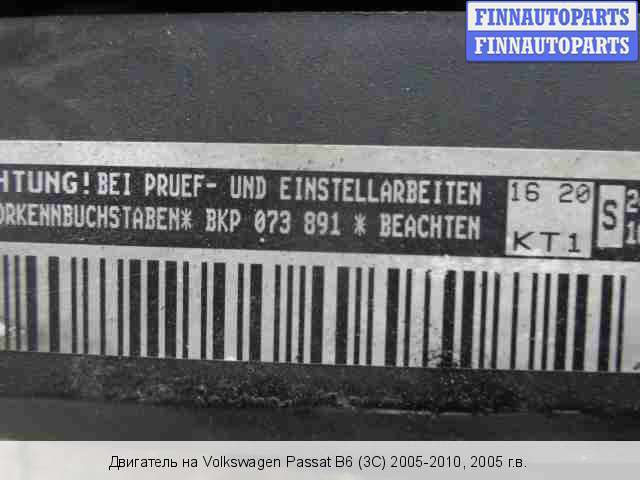 FINNAUTOPARTS
FINNAUTOPARTS
HTUNG! BEI PRUEF- UND EINSTELLARBEITEN
ORKENNBUCHSTABEN* BKP 073 891 * BEACHTEN
16 20
KT1
S
Двигатель на Volkswagen Passat B6 (3C) 2005-2010, 2005 г.в.